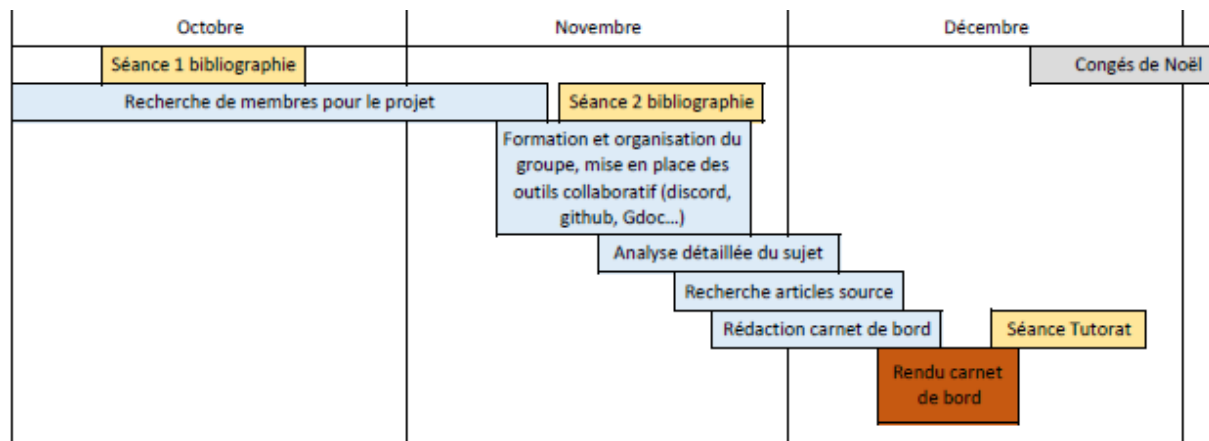 Octobre
Novembre
Décembre
Séance 1 bibliographie
Congés de Noël
Recherche de membres pour le projet
Séance 2 bibliographie
Formation et organisation du
groupe, mise en place des
outils collaboratif (discord,
github, Gdoc...)
Analyse détaillée du sujet
Recherche articles source
Rédaction carnet de bord
Séance Tutorat
Rendu carnet
de bord